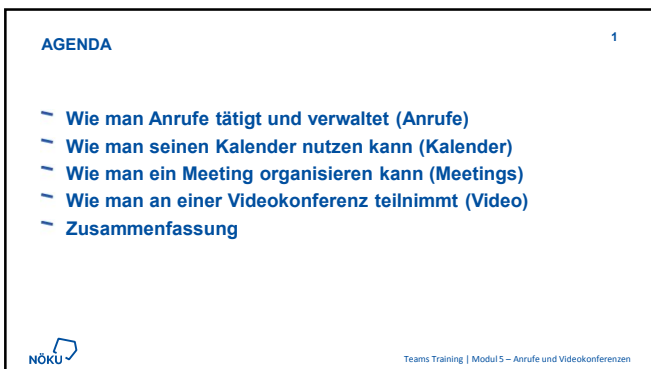 AGENDA
1
Wie man Anrufe tätigt und verwaltet (Anrufe)
Wie man seinen Kalender nutzen kann (Kalender)
Wie man ein Meeting organisieren kann (Meetings)
Wie man an einer Videokonferenz teilnimmt (Video)
Zusammenfassung
NÖKU
Teams Training | Modul 5 – Anrufe und Videokonferenzen